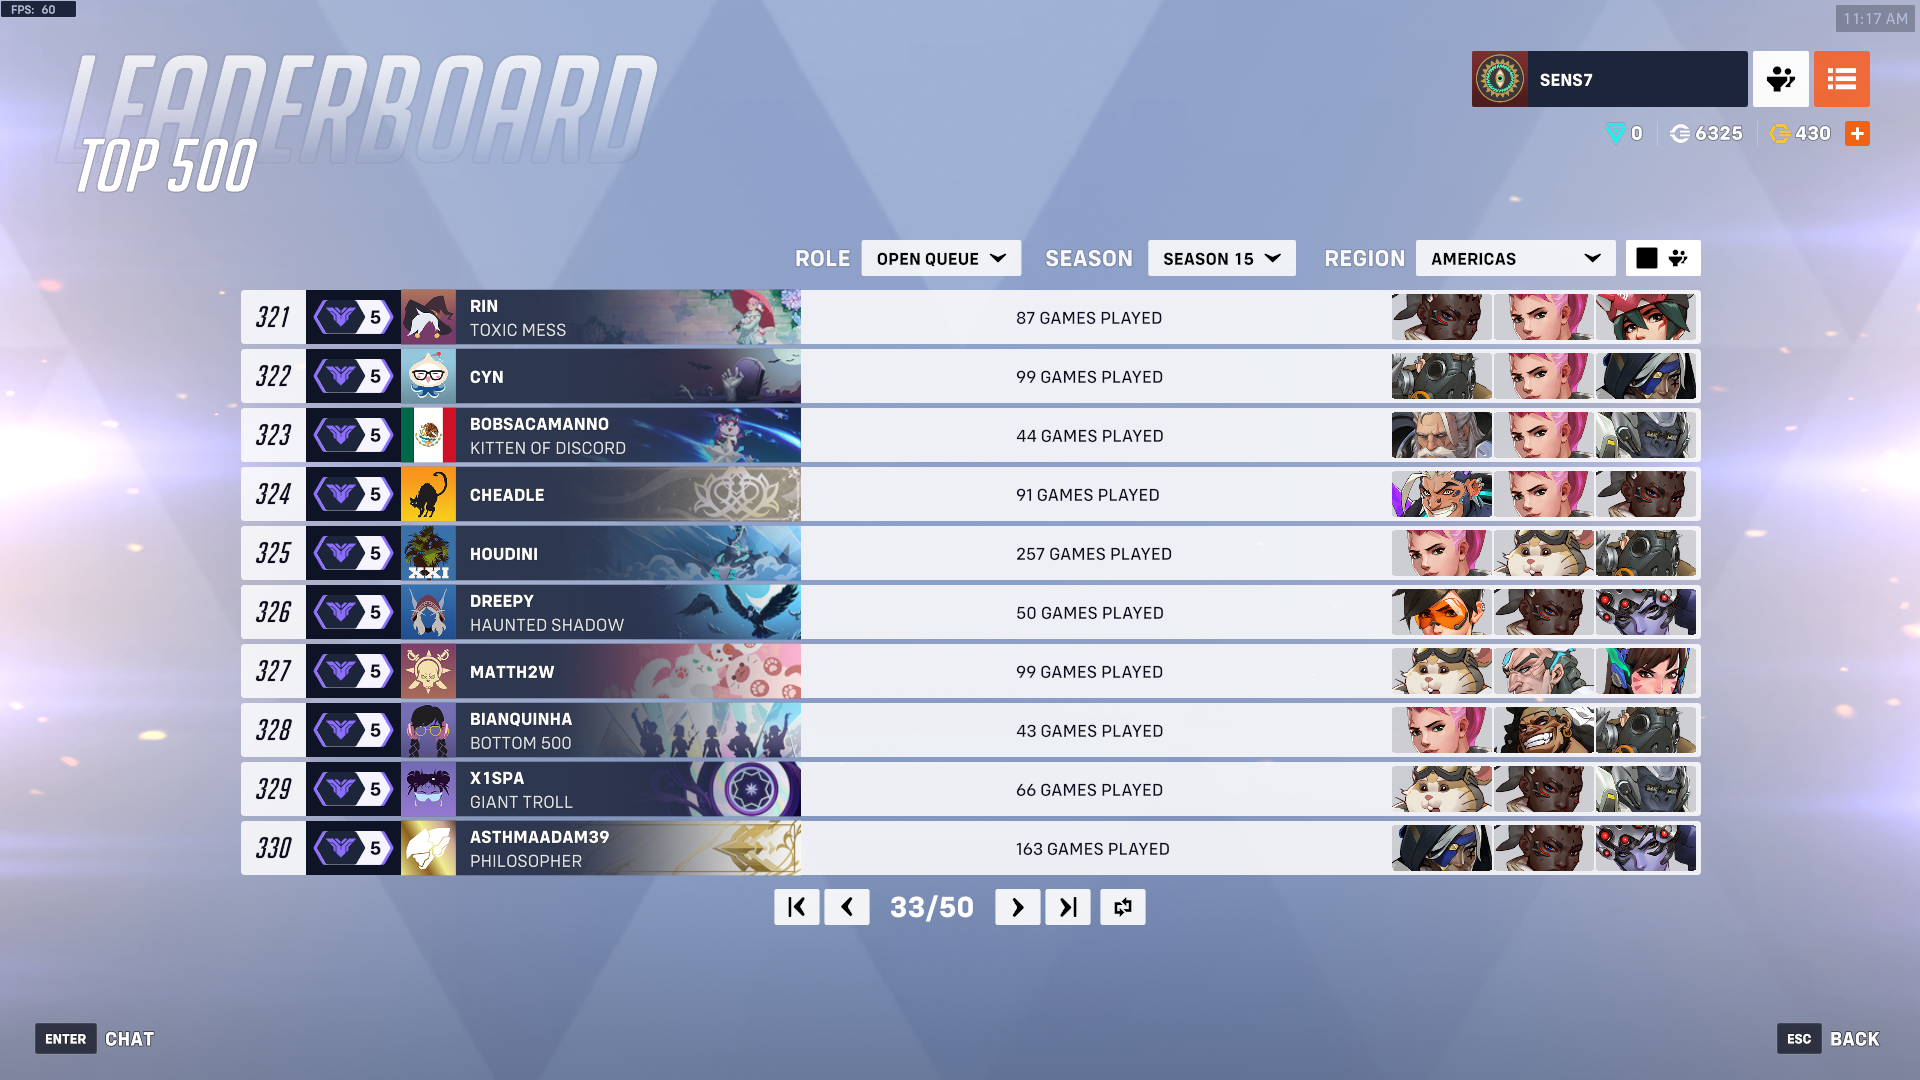 FPS: 60
11:17 AM
LEADERBOARD
TOP 500
SENS7
0 6325 430
ROLE OPEN QUEUE SEASON SEASON 15 REGION AMERICAS
321 5 RIN TOXIC MESS 87 GAMES PLAYED
322 5 CYN 99 GAMES PLAYED
323 5 BOBSACAMANNO KITTEN OF DISCORD 44 GAMES PLAYED
324 5 CHEADLE 91 GAMES PLAYED
325 5 XXI HOUDINI 257 GAMES PLAYED
326 5 DREEPY HAUNTED SHADOW 50 GAMES PLAYED
327 5 MATTH2W 99 GAMES PLAYED
328 5 BIANQUINHA BOTTOM 500 43 GAMES PLAYED
329 5 X1SPA GIANT TROLL 66 GAMES PLAYED
330 5 ASTHMAADAM39 PHILOSOPHER 163 GAMES PLAYED
33/50
ENTER CHAT
ESC BACK